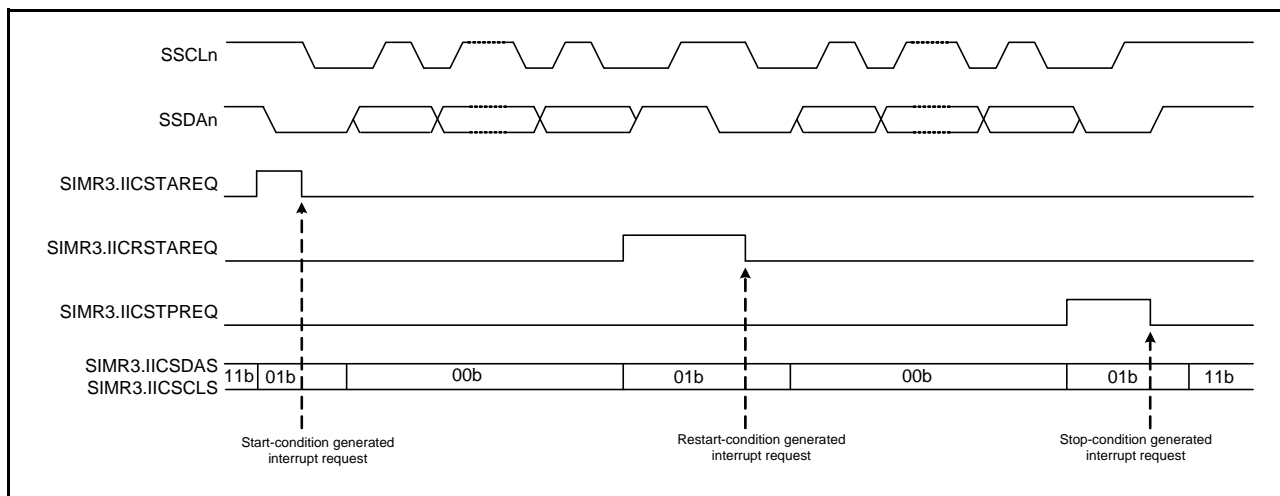 SSCLn
SSDAn
SIMR3.IICSTAREQ
SIMR3.IICRSTAREQ
SIMR3.IICSTPREQ
SIMR3.IICSDAS
SIMR3.IICSCLS
11b 01b 00b 01b 00b 01b 11b
Start-condition generated
interrupt request
Restart-condition generated
interrupt request
Stop-condition generated
interrupt request